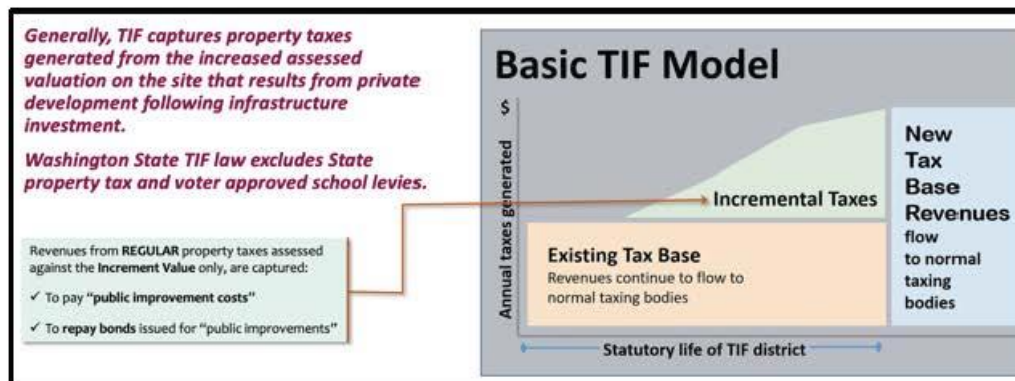 Generally, TIF captures property taxes
generated from the increased assessed
valuation on the site that results from private
development following infrastructure
investment.
Washington State TIF law excludes State
property tax and voter approved school levies.
Revenues from REGULAR property taxes assessed
against the Increment Value only, are captured:
✓ To pay “public improvement costs”
✓ To repay bonds issued for “public improvements”
Basic TIF Model
$
Annual taxes generated
Incremental Taxes
Existing Tax Base
Revenues continue to flow to
normal taxing bodies
Statutory life of TIF district
New
Tax
Base
Revenues
flow
to normal
taxing
bodies